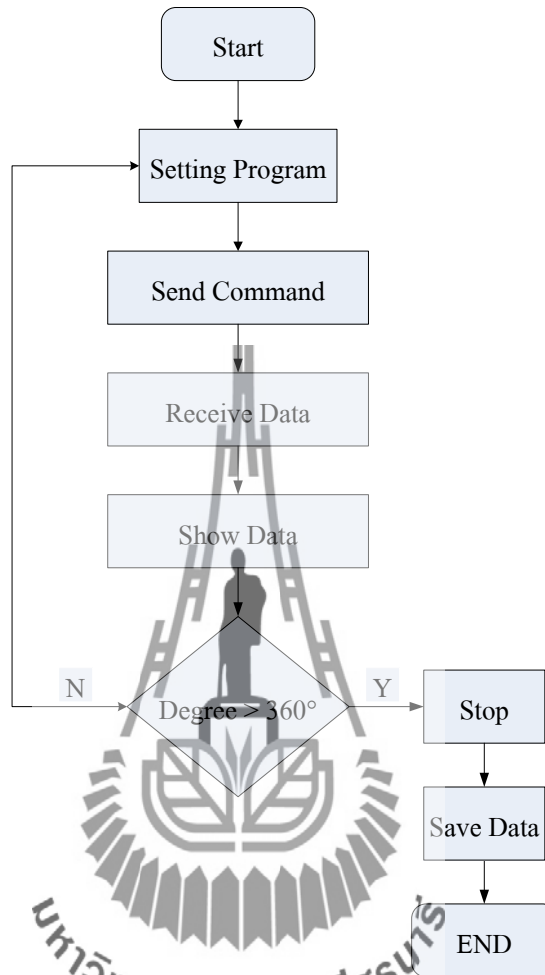 Start
Setting Program
Send Command
Receive Data
Show Data
Degree > 360°
N
Y
Stop
Save Data
END